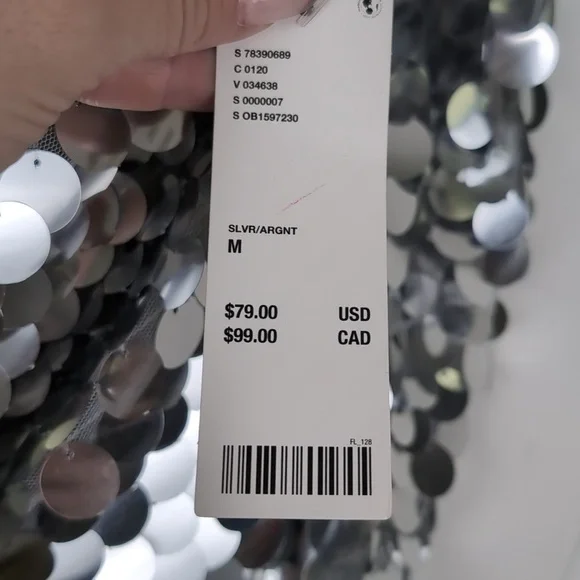 S 78390689
C 0120
V 034638
S 0000007
S OB1597230
SLVR/ARGNT
M
$79.00 USD
$99.00 CAD
FL_128